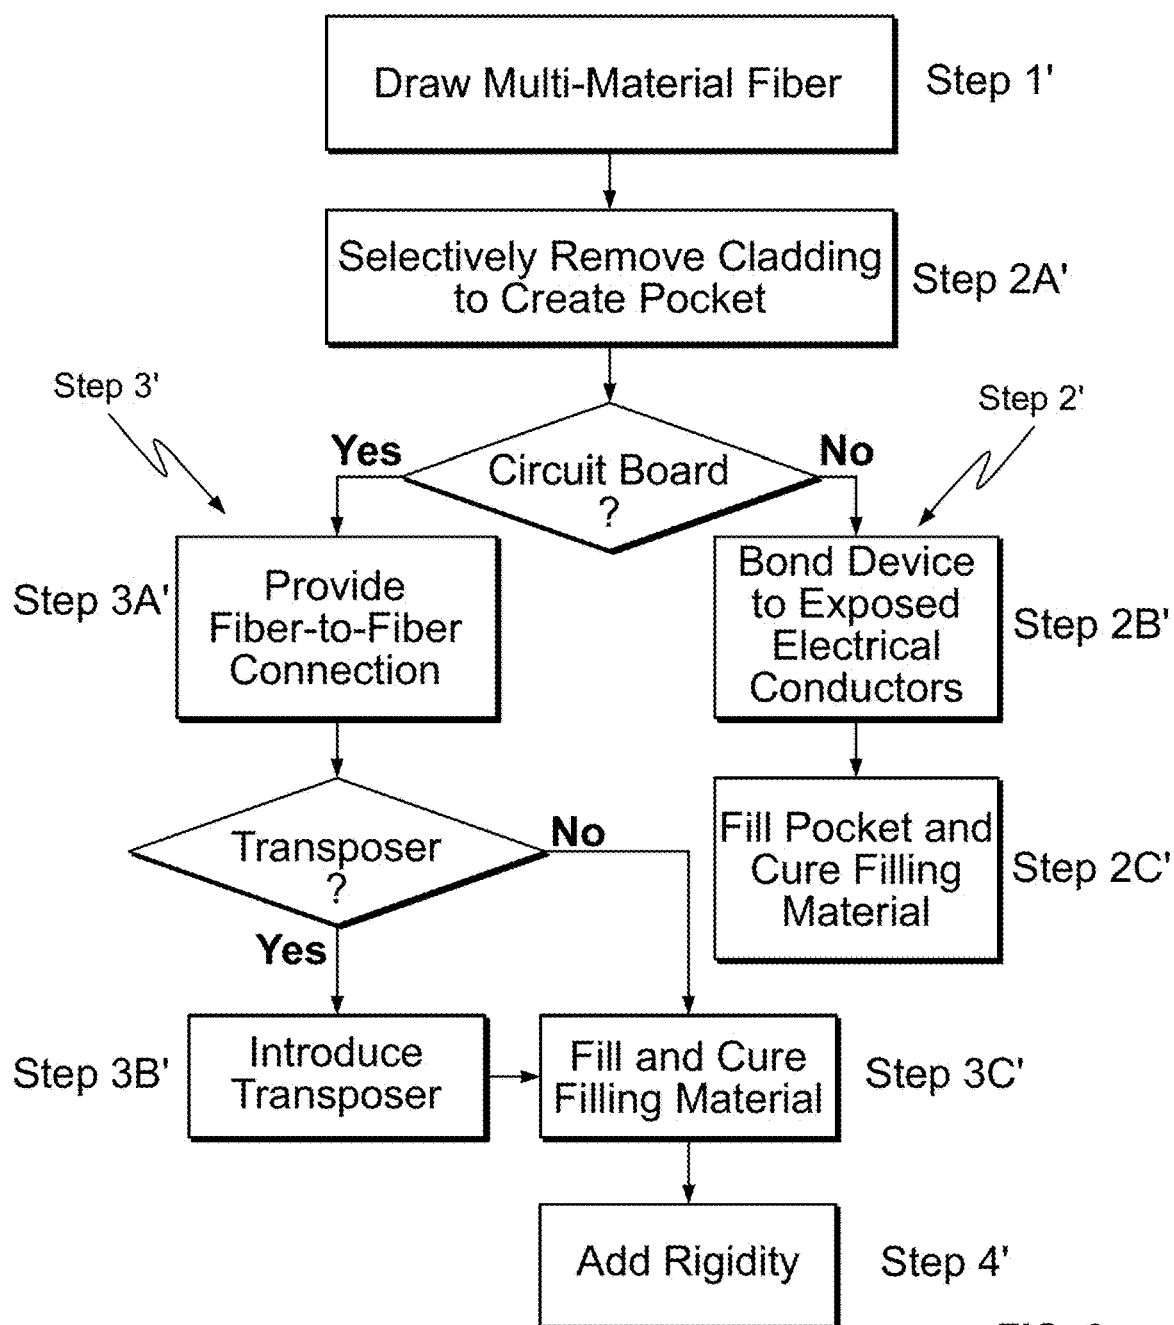 Draw Multi-Material Fiber
Step 1'
Selectively Remove Cladding
to Create Pocket
Step 2A'
Step 3'
Step 2'
Yes
No
Circuit Board
?
Step 3A'
Provide
Fiber-to-Fiber
Connection
Bond Device
to Exposed
Electrical
Conductors
Step 2B'
Transposer
?
No
Yes
Fill Pocket and
Cure Filling
Material
Step 2C'
Step 3B'
Introduce
Transposer
Fill and Cure
Filling Material
Step 3C'
Add Rigidity
Step 4'